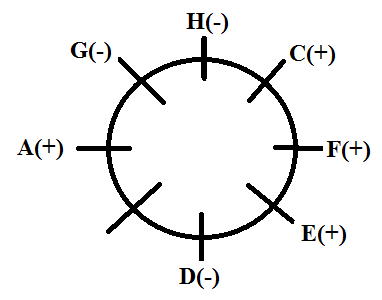 H(-)
G(-)
C(+)
A(+)
F(+)
E(+)
D(-)